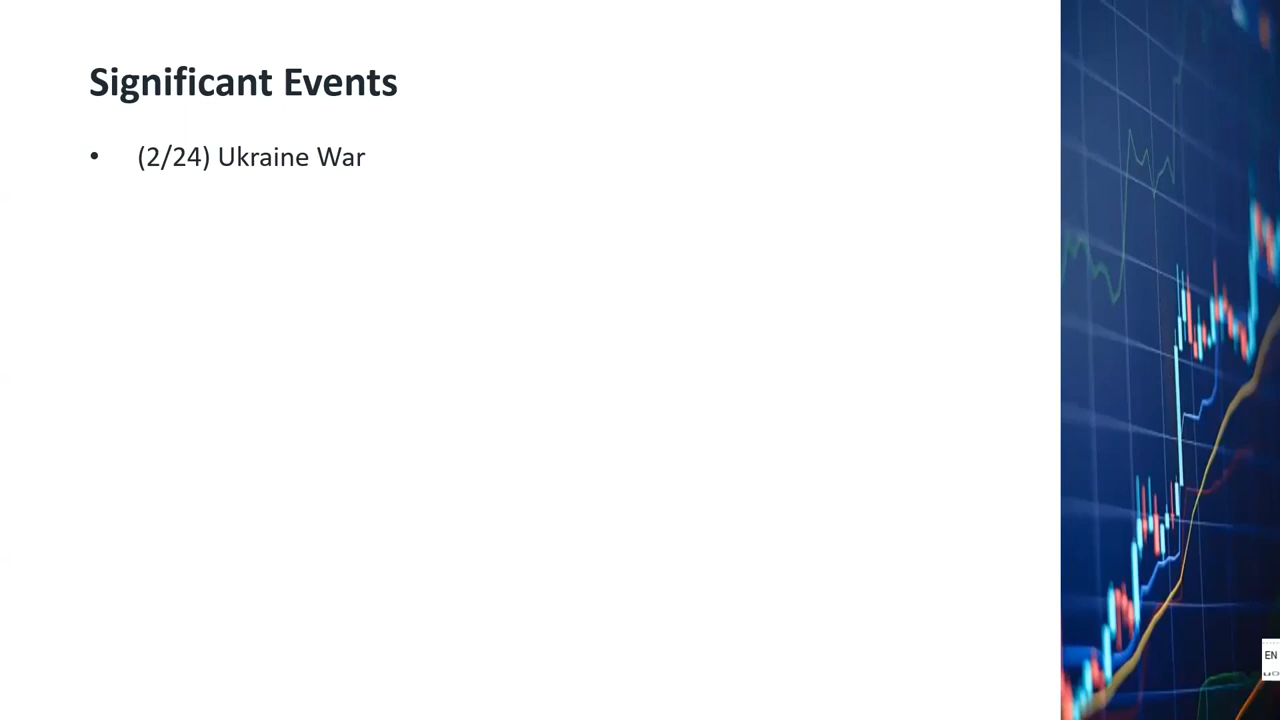 Significant Events
• (2/24) Ukraine War
EN